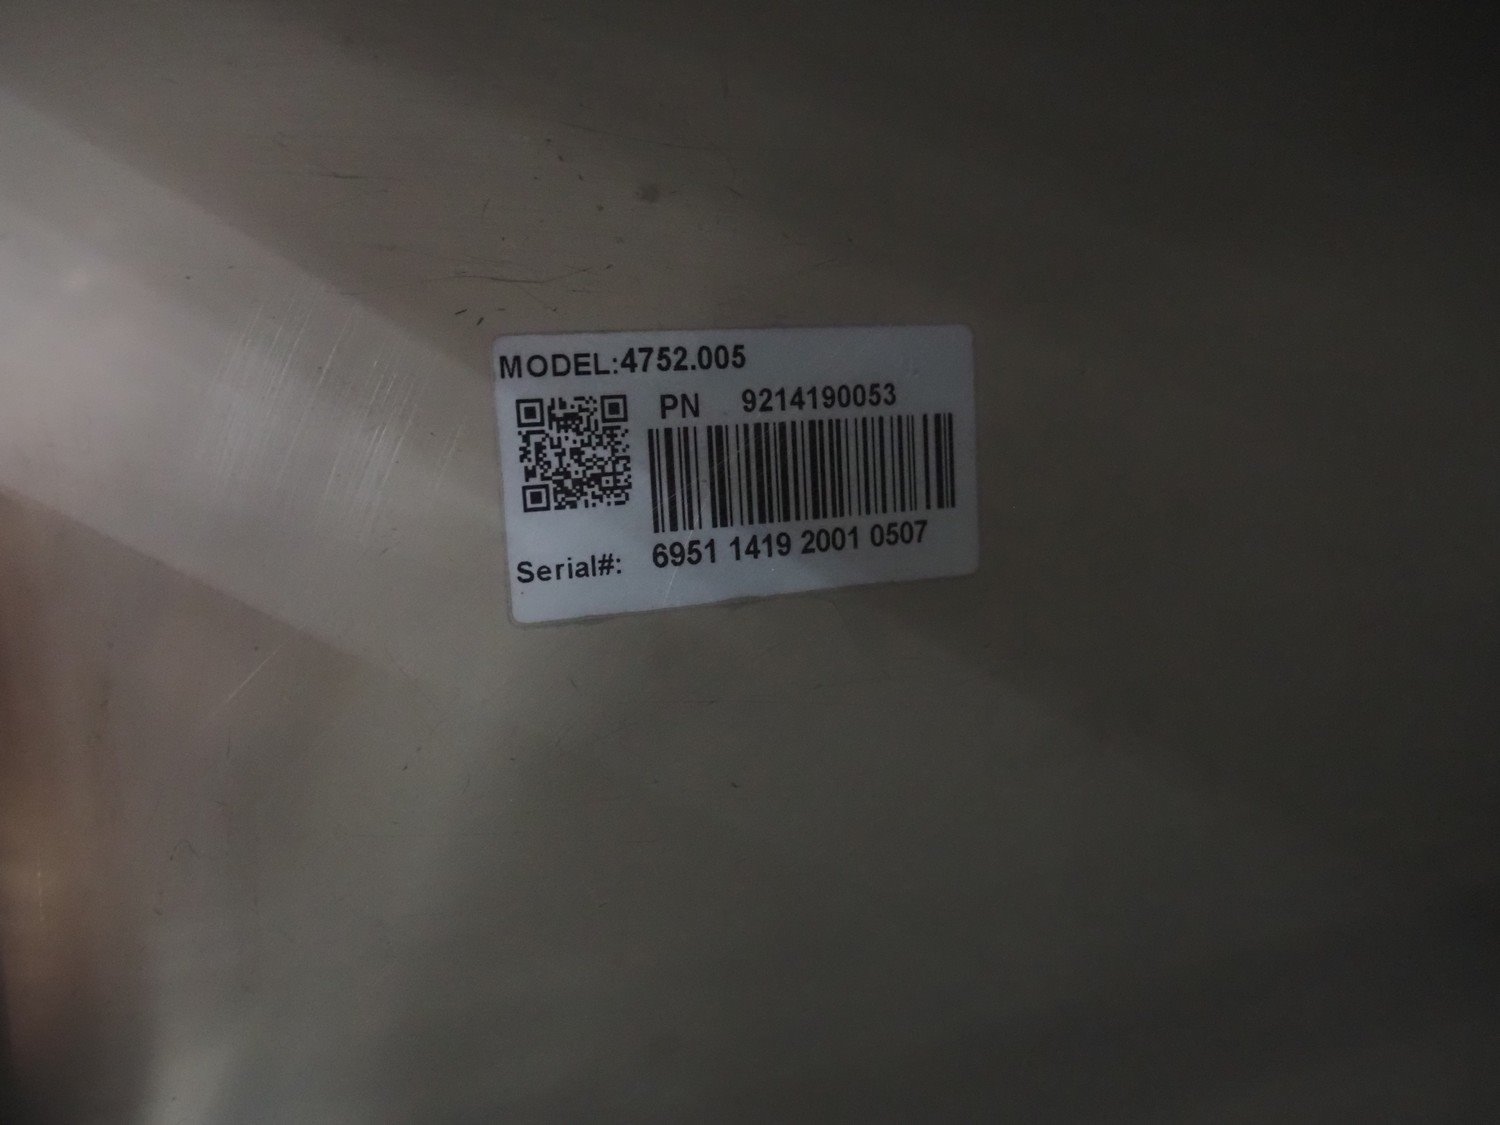 MODEL:4752.005
PN 9214190053
Serial#: 6951 1419 2001 0507